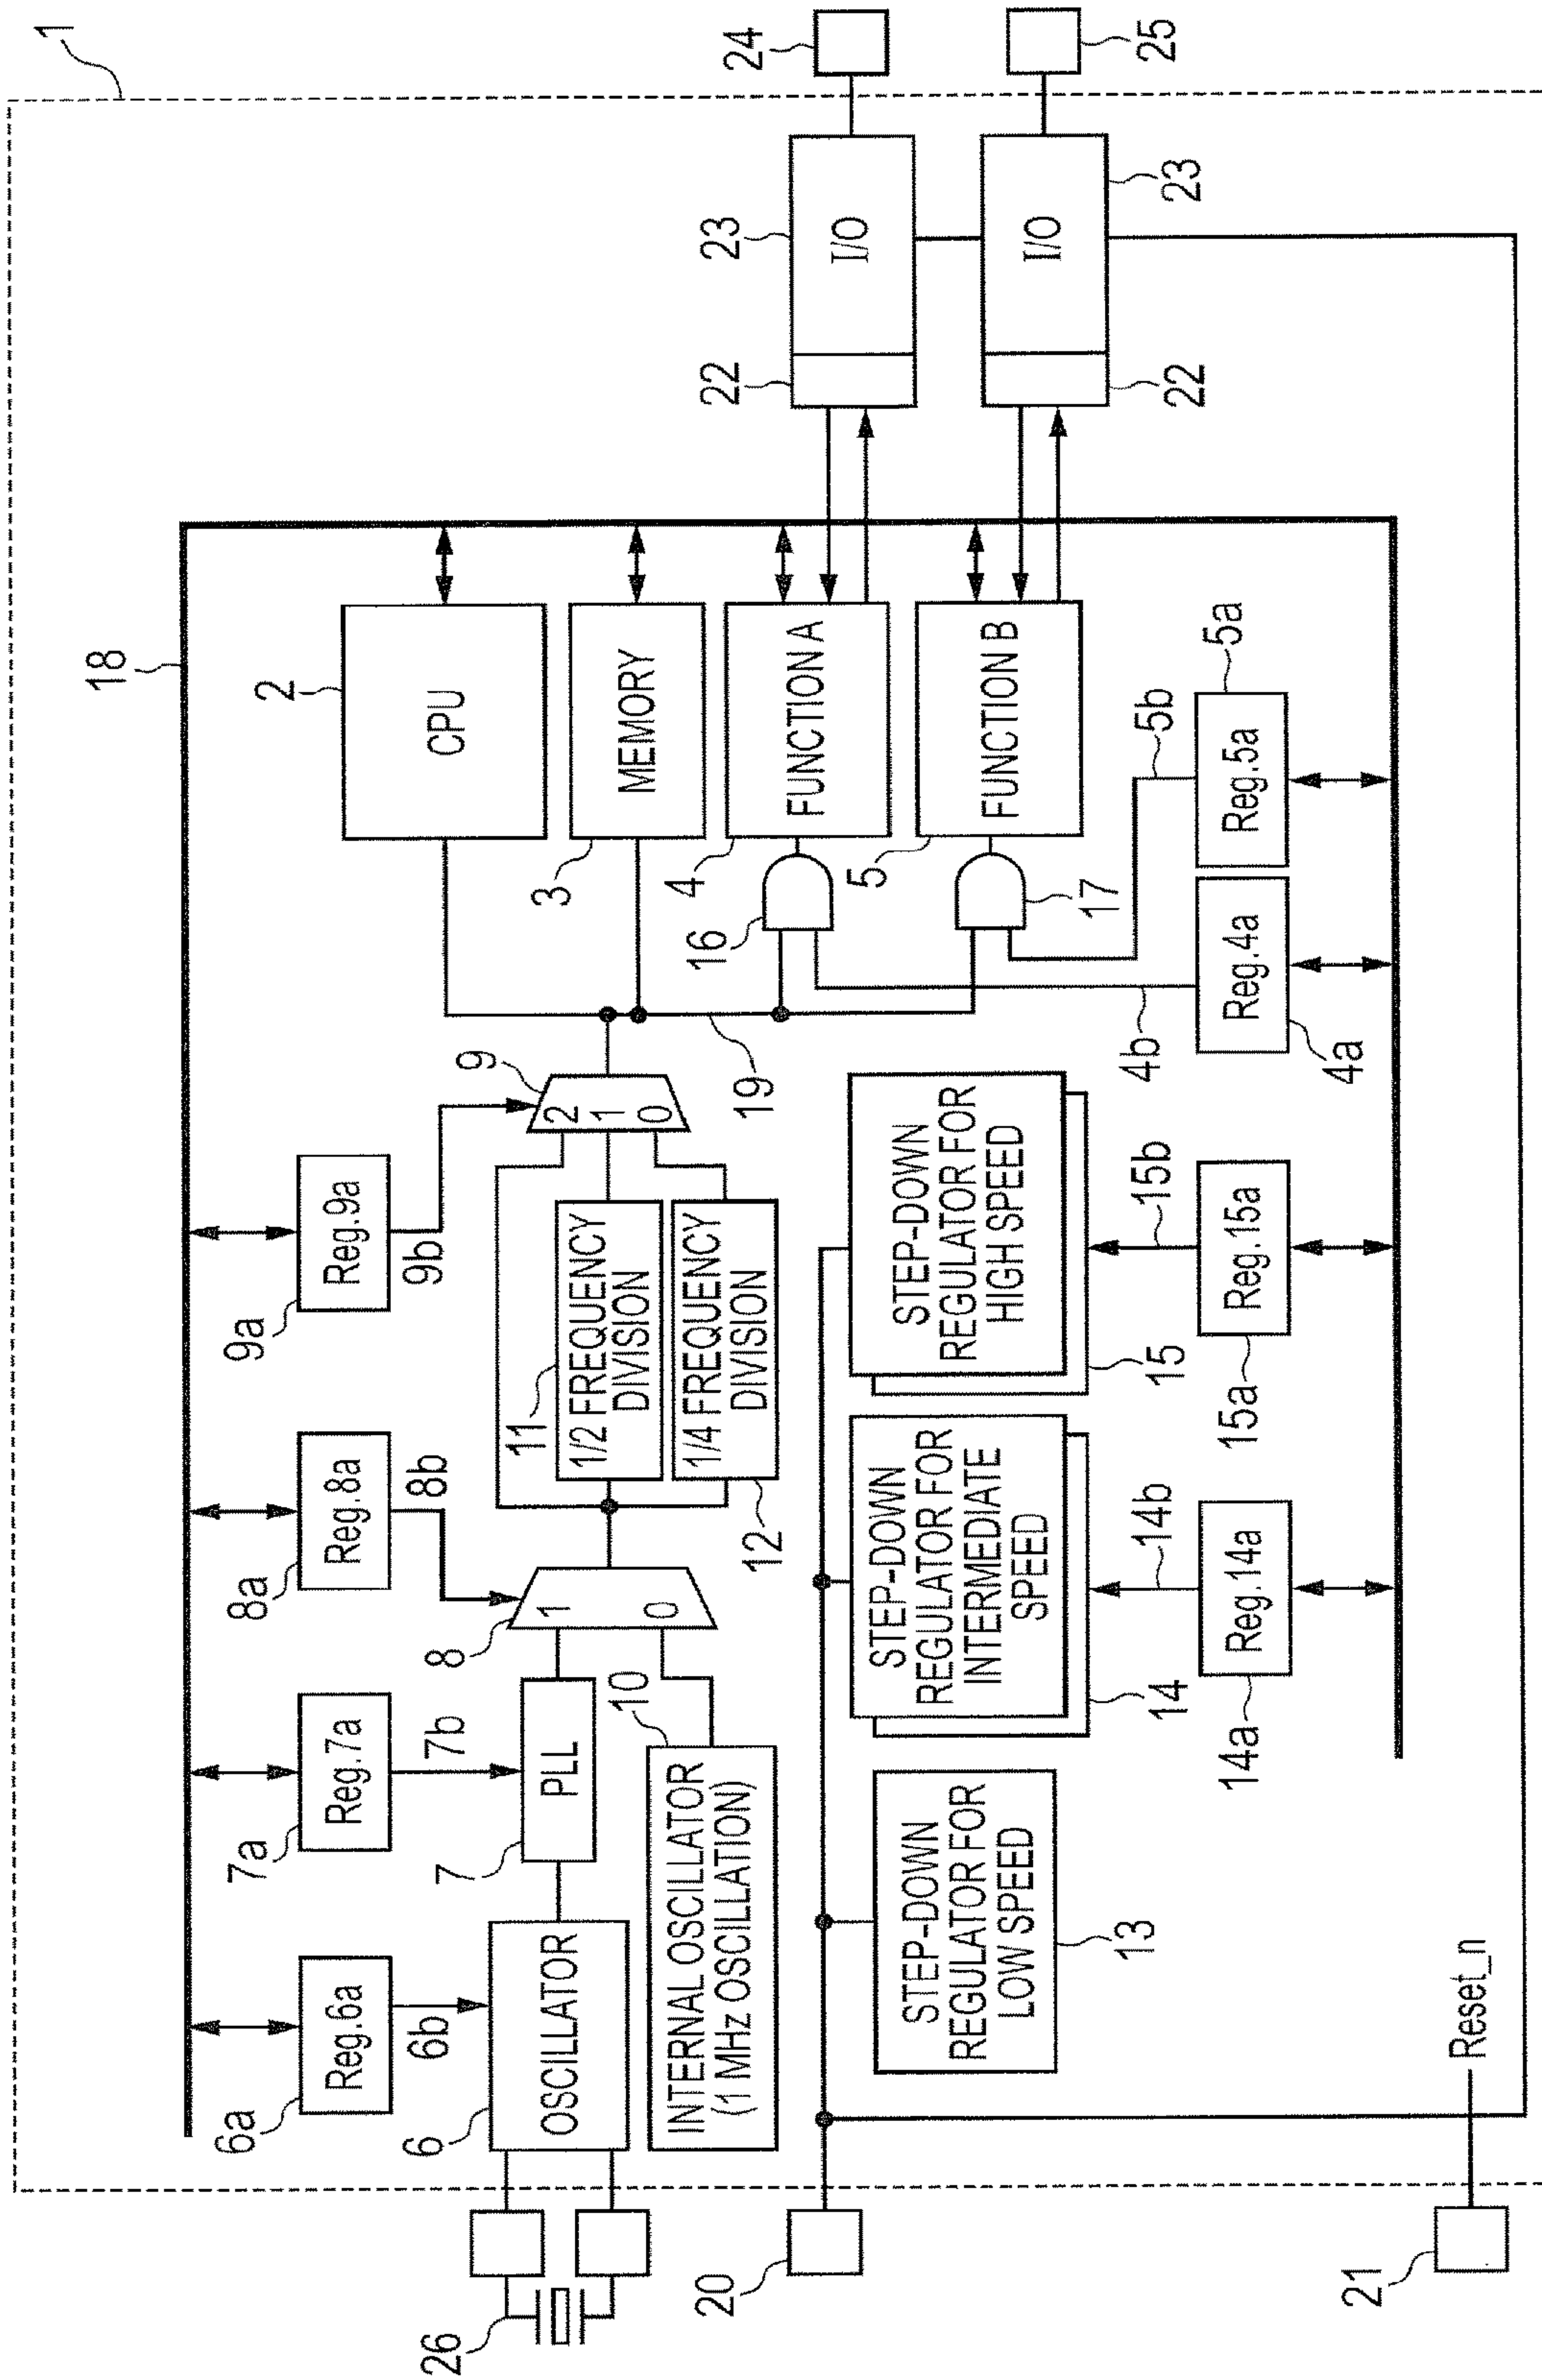 1
18
6a
Reg.6a
6b
7a
Reg.7a
7b
8a
Reg.8a
8b
9a
Reg.9a
9b
2
CPU
26
6
OSCILLATOR
7
PLL
8
1
0
10
INTERNAL OSCILLATOR
(1 MHz OSCILLATION)
11
1/2 FREQUENCY
DIVISION
1/4 FREQUENCY
DIVISION
12
9
2
1
0
19
3
MEMORY
4
FUNCTION A
16
5
FUNCTION B
17
22
23
I/O
24
22
23
I/O
25
20
STEP-DOWN
REGULATOR FOR
LOW SPEED
13
STEP-DOWN
REGULATOR FOR
INTERMEDIATE
SPEED
14
STEP-DOWN
REGULATOR FOR
HIGH SPEED
15
14b
14a
Reg.14a
15b
15a
Reg.15a
4b
4a
Reg.4a
5b
5a
Reg.5a
21
Reset_n